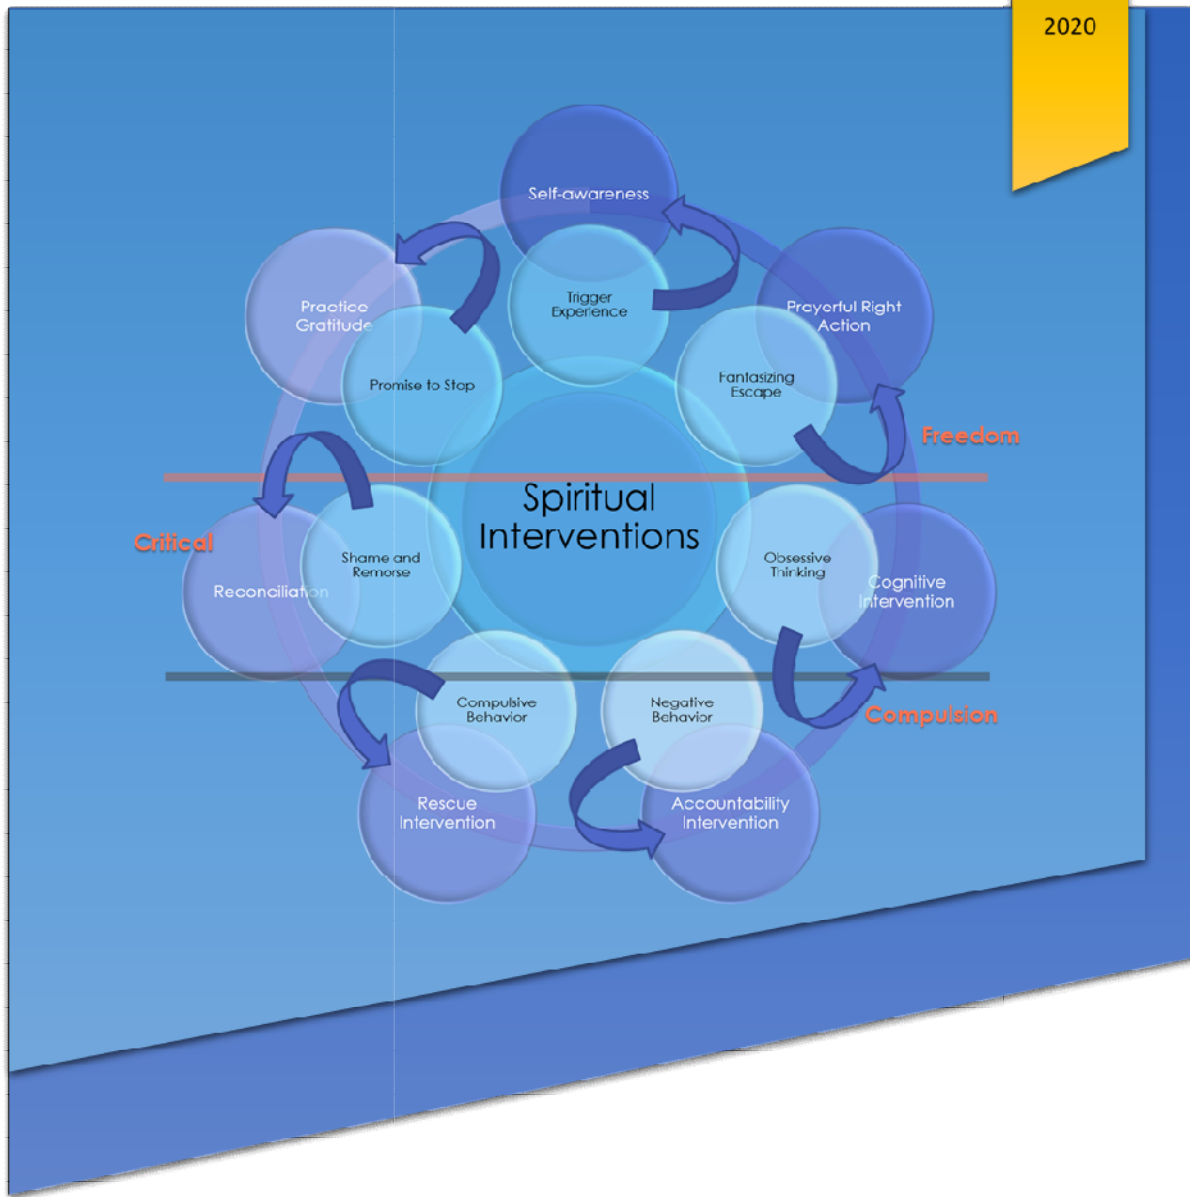 2020
Self-awareness
Trigger
Experience
Practice
Gratitude
Prayerful Right
Action
Promise to Stop
Fantasizing
Escape
Freedom
Spiritual
Interventions
Critical
Shame and
Remorse
Reconciliation
Obsessive
Thinking
Cognitive
Intervention
Compulsive
Behavior
Negative
Behavior
Compulsion
Rescue
Intervention
Accountability
Intervention